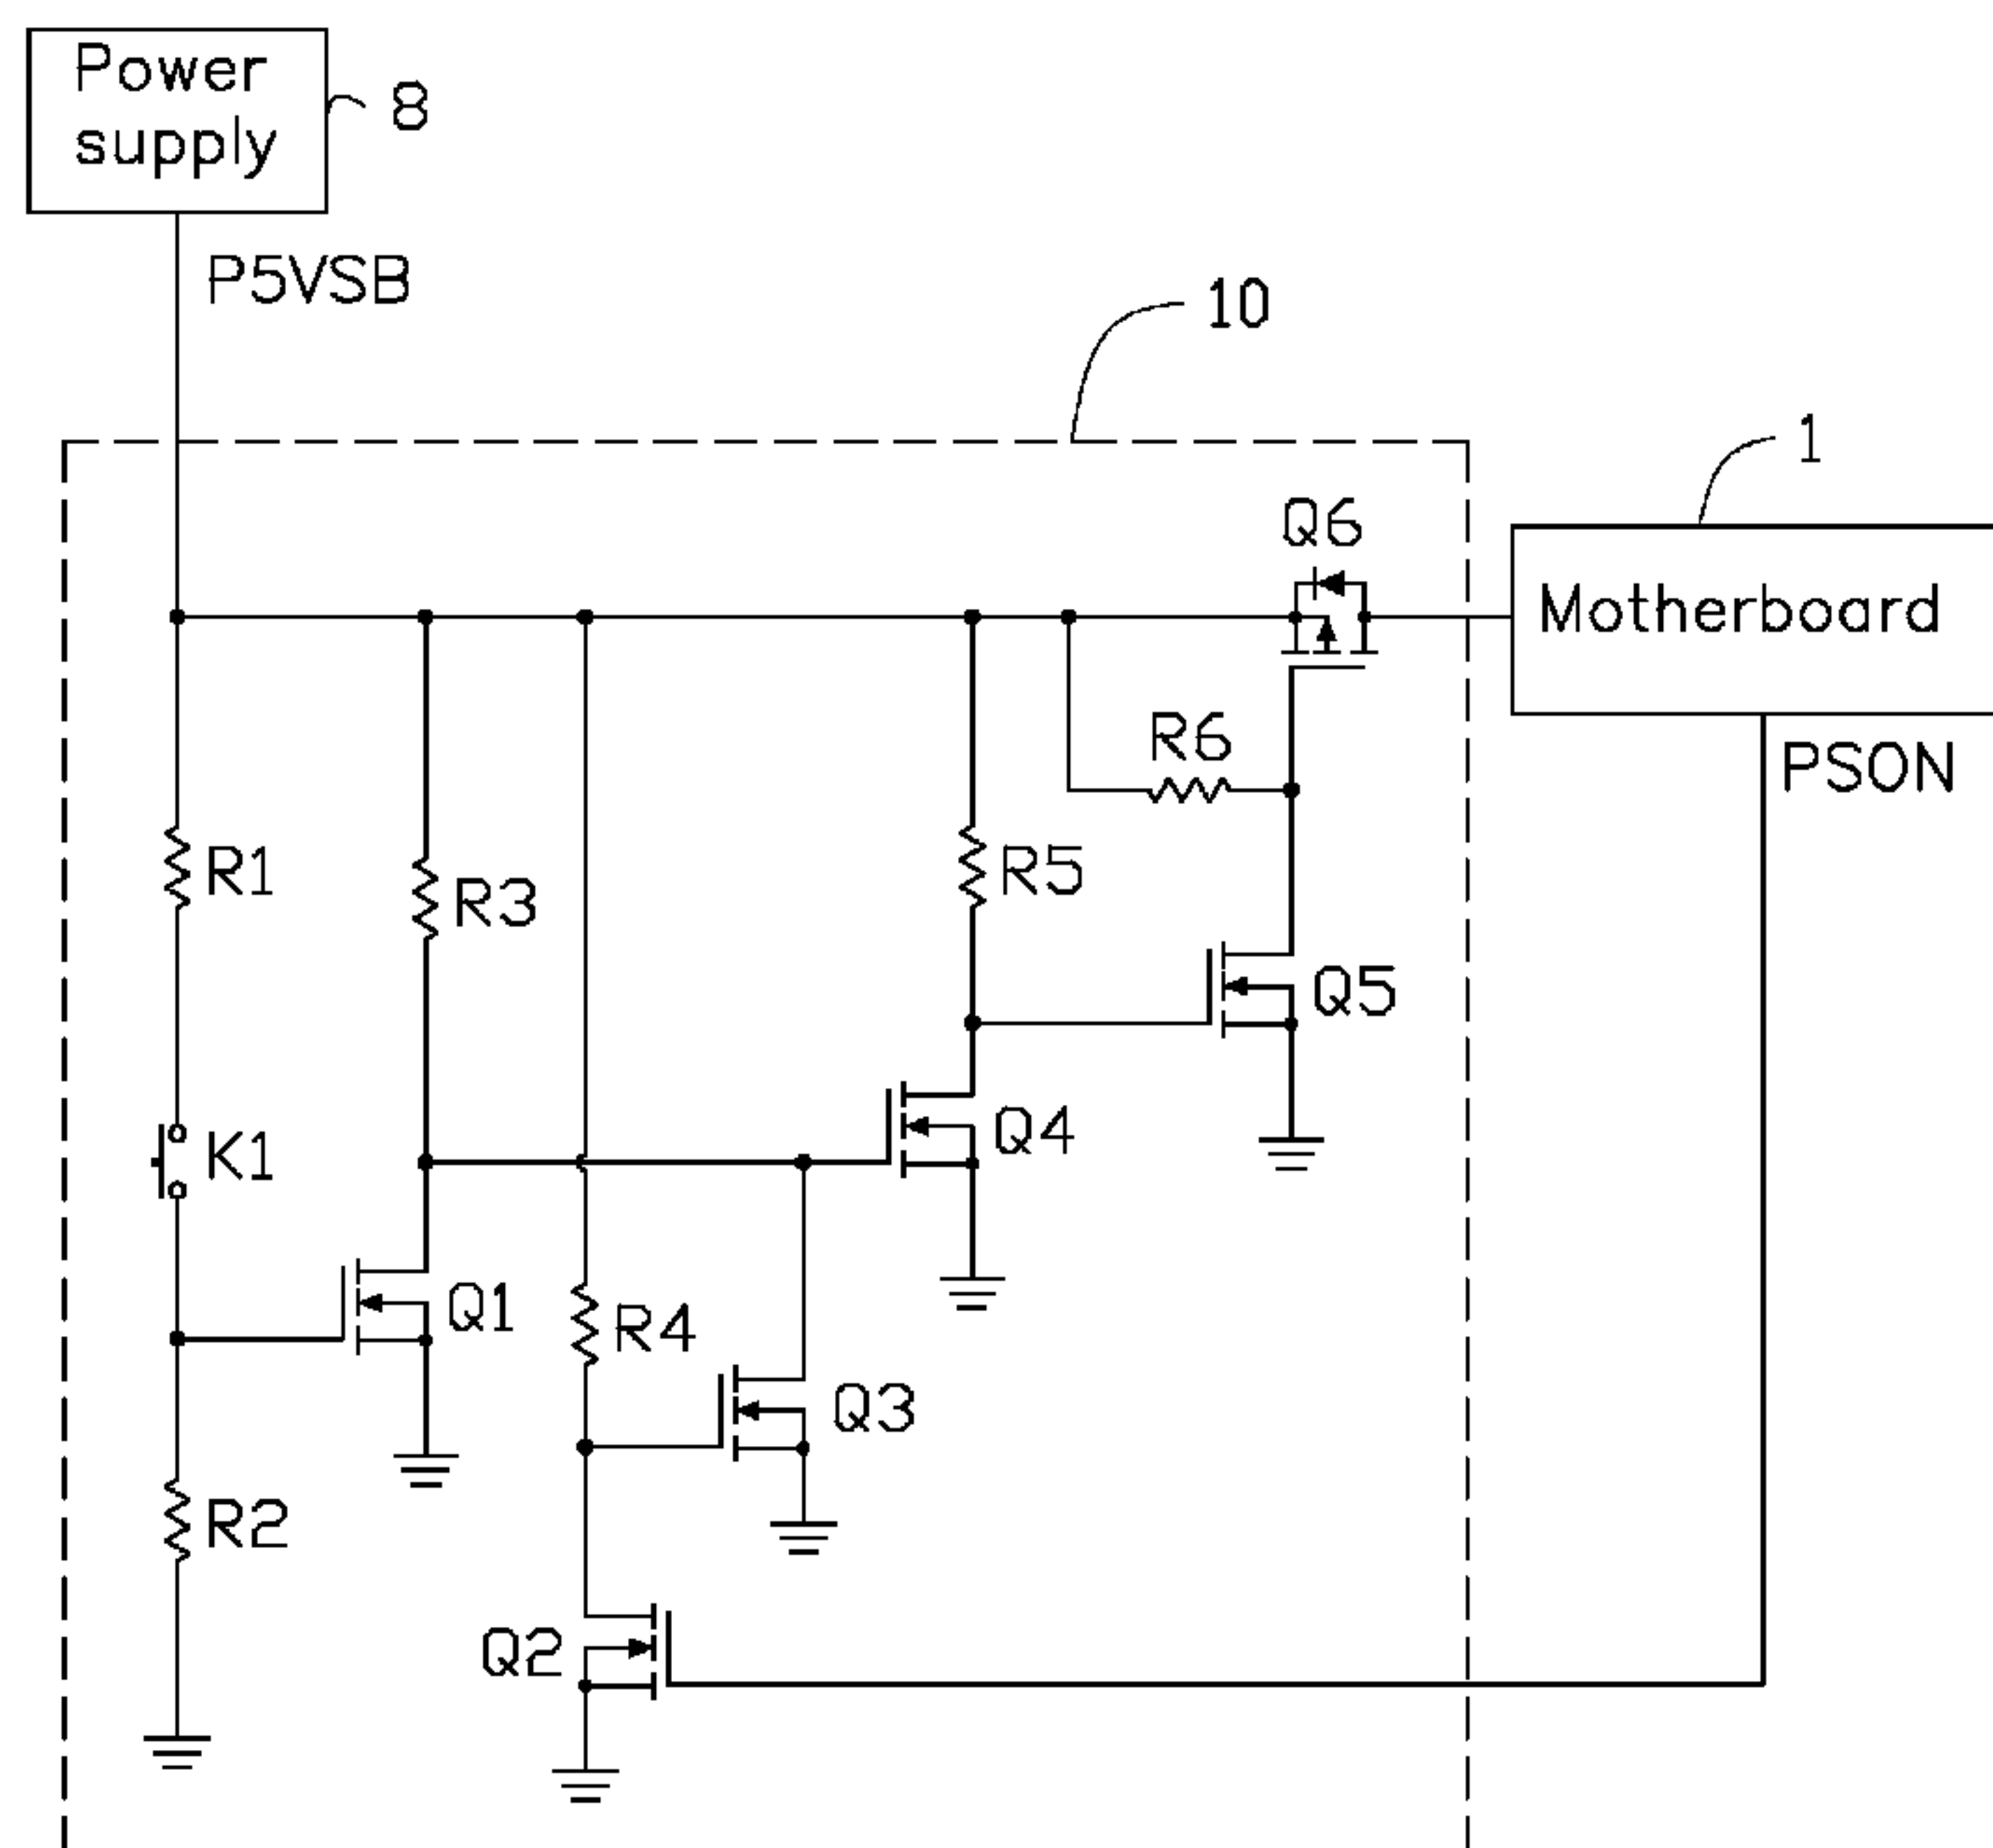 Power
supply
8
P5VSB
10
1
Q6
Motherboard
R6
PSON
R1
R3
R5
Q5
Q4
K1
Q1
R4
Q3
R2
Q2